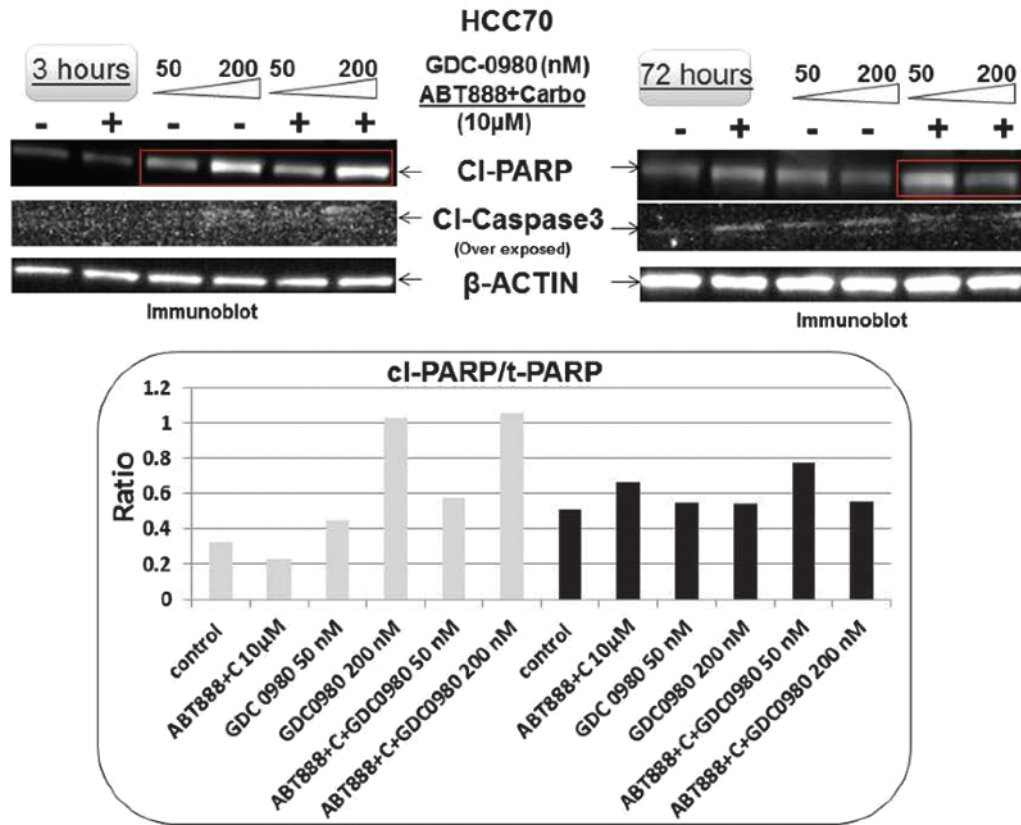 HCC70
3 hours
50 200 50 200
GDC-0980 (nM)
ABT888+Carbo
(10µM)
- + - - + +
72 hours
50 200 50 200
- + - - + +
Cl-PARP
Cl-Caspase3
(Over exposed)
β-ACTIN
Immunoblot
Immunoblot
cl-PARP/t-PARP
Ratio
1.2
1
0.8
0.6
0.4
0.2
0
control
ABT888+C 10µM
GDC 0980 50 nM
GDC0980 200 nM
ABT888+C+GDC0980 50 nM
ABT888+C+GDC0980 200 nM
control
ABT888+C 10µM
GDC 0980 50 nM
GDC0980 200 nM
ABT888+C+GDC0980 50 nM
ABT888+C+GDC0980 200 nM